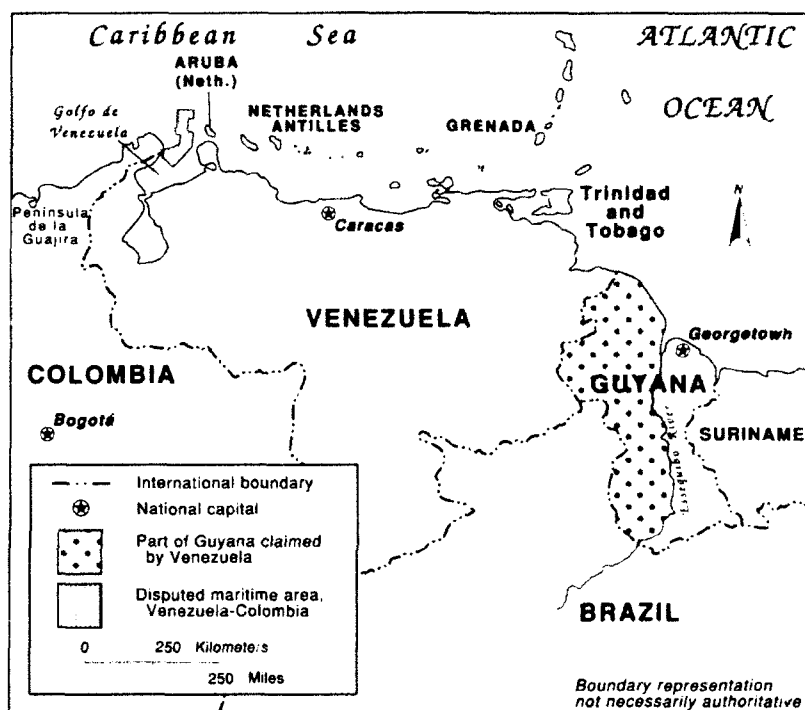 Caribbean Sea
ATLANTIC
OCEAN
ARUBA
(Neth.)
Golfo de
Venezuela
NETHERLANDS
ANTILLES
GRENADA
Peninsula
de la
Guajira
Caracas
Trinidad
and
Tobago
N
VENEZUELA
Georgetown
COLOMBIA
GUYANA
Bogotá
SURINAME
Essequibo River
International boundary
National capital
Part of Guyana claimed
by Venezuela
Disputed maritime area,
Venezuela-Colombia
0 250 Kilometers
250 Miles
BRAZIL
Boundary representation
not necessarily authoritative